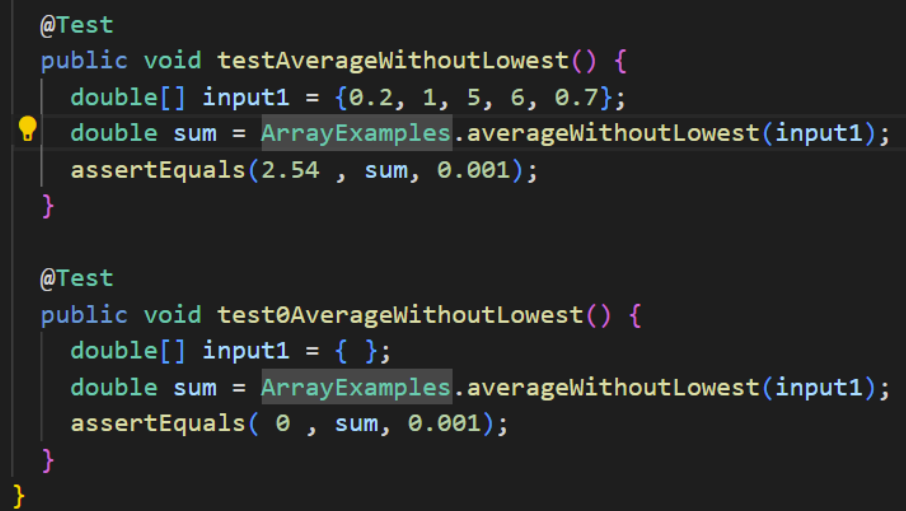 @Test
public void testAverageWithoutLowest() {
double[] input1 = {0.2, 1, 5, 6, 0.7};
double sum = ArrayExamples.averageWithoutLowest(input1);
assertEquals(2.54 , sum, 0.001);
}
@Test
public void test0AverageWithoutLowest() {
double[] input1 = { };
double sum = ArrayExamples.averageWithoutLowest(input1);
assertEquals( 0 , sum, 0.001);
}
}